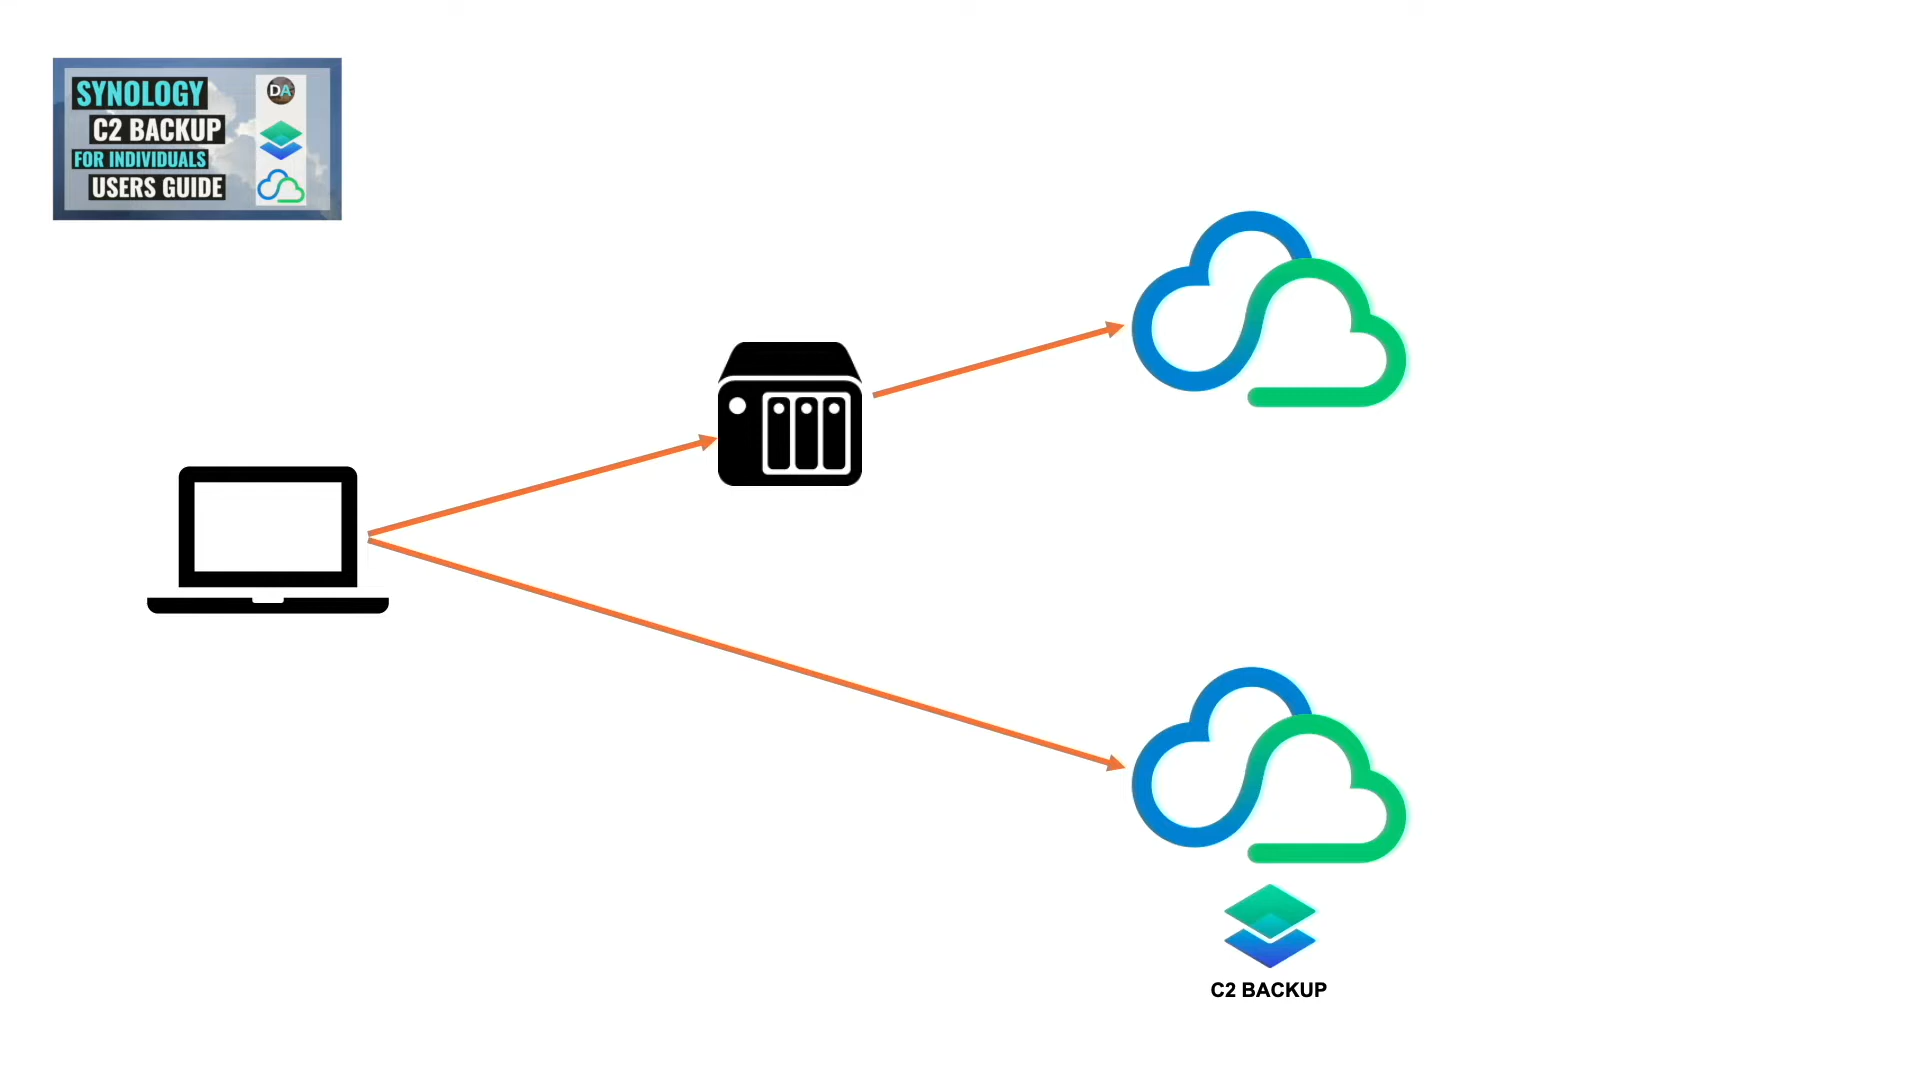 SYNOLOGY
DA
C2 BACKUP
FOR INDIVIDUALS
USERS GUIDE
C2 BACKUP